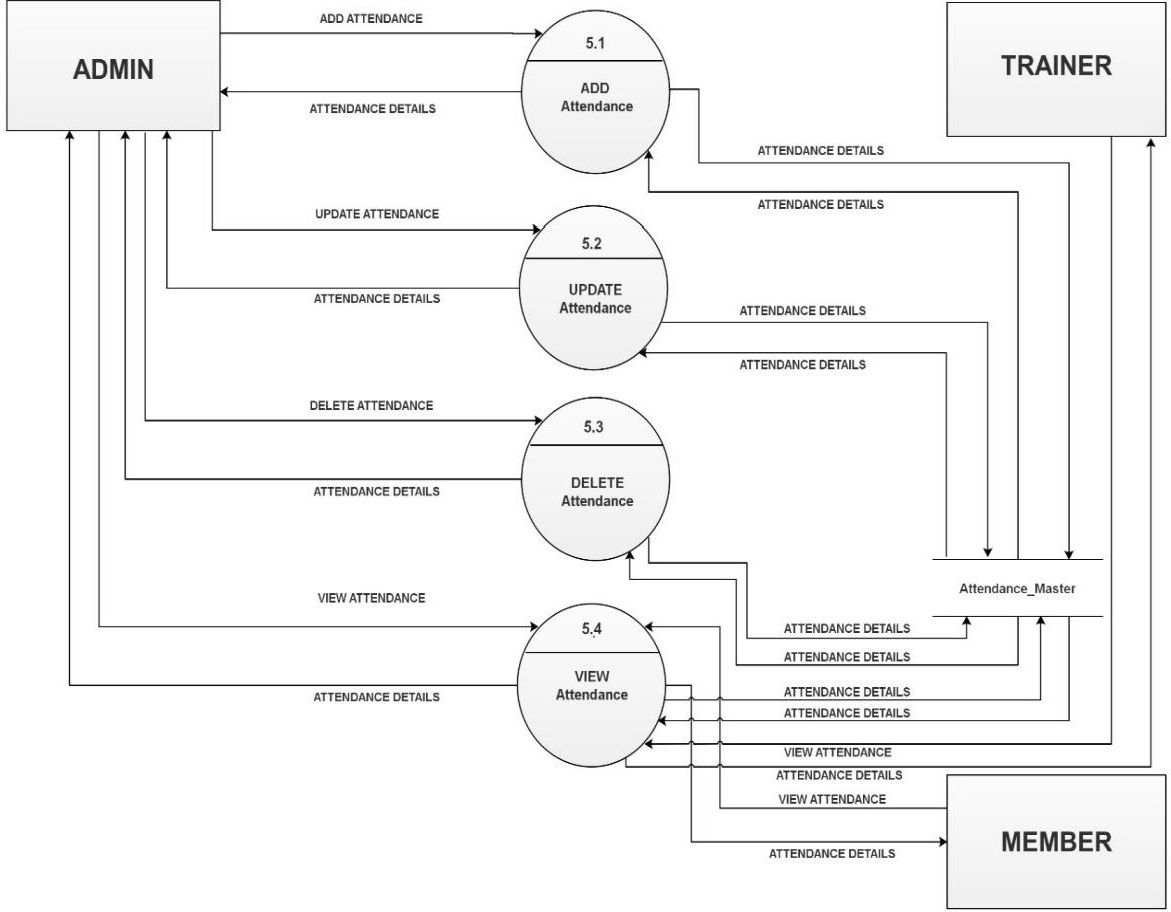 ADD ATTENDANCE
5.1
ADMIN
TRAINER
ADD
Attendance
ATTENDANCE DETAILS
ATTENDANCE DETAILS
ATTENDANCE DETAILS
UPDATE ATTENDANCE
5.2
UPDATE
Attendance
ATTENDANCE DETAILS
ATTENDANCE DETAILS
ATTENDANCE DETAILS
DELETE ATTENDANCE
5.3
DELETE
Attendance
ATTENDANCE DETAILS
Attendance_Master
VIEW ATTENDANCE
5.4
ATTENDANCE DETAILS
ATTENDANCE DETAILS
VIEW
Attendance
ATTENDANCE DETAILS
ATTENDANCE DETAILS
ATTENDANCE DETAILS
VIEW ATTENDANCE
ATTENDANCE DETAILS
VIEW ATTENDANCE
MEMBER
ATTENDANCE DETAILS